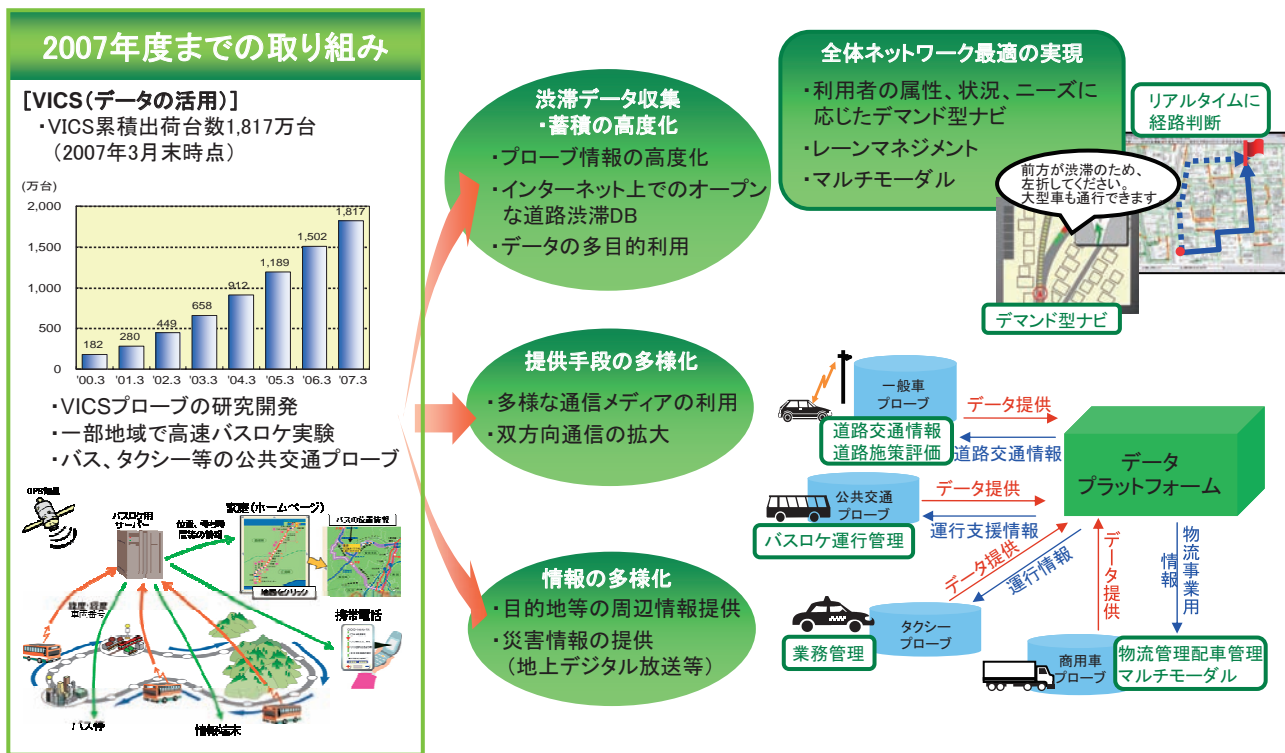 2007年度までの取り組み
[VICS(データの活用)]
・VICS累積出荷台数1,817万台
(2007年3月末時点)
(万台)
2,000
1,500
1,000
500
0
182
280
449
658
912
1,189
1,502
1,817
'00.3
'01.3
'02.3
'03.3
'04.3
'05.3
'06.3
'07.3
・VICSプローブの研究開発
・一部地域で高速バスロケ実験
・バス、タクシー等の公共交通プローブ
バスロケ用
サーバー
(ホームページ)
バスの位置情報
地図をクリック
携帯電話
車両番号
バス停
情報端末
渋滞データ収集
・蓄積の高度化
・プローブ情報の高度化
・インターネット上でのオープン
な道路渋滞DB
・データの多目的利用
提供手段の多様化
・多様な通信メディアの利用
・双方向通信の拡大
情報の多様化
・目的地等の周辺情報提供
・災害情報の提供
(地上デジタル放送等)
全体ネットワーク最適の実現
・利用者の属性、状況、ニーズに
応じたデマンド型ナビ
・レーンマネジメント
・マルチモーダル
リアルタイムに
経路判断
前方が渋滞のため、
左折してください。
大型車も通行できます。
デマンド型ナビ
一般車
プローブ
道路交通情報
道路施策評価
データ提供
道路交通情報
データ
プラットフォーム
公共交通
プローブ
バスロケ運行管理
データ提供
運行支援情報
タクシー
プローブ
業務管理
データ提供
運行情報
商用車
プローブ
物流管理配車管理
マルチモーダル
データ提供
物流事業用
情報